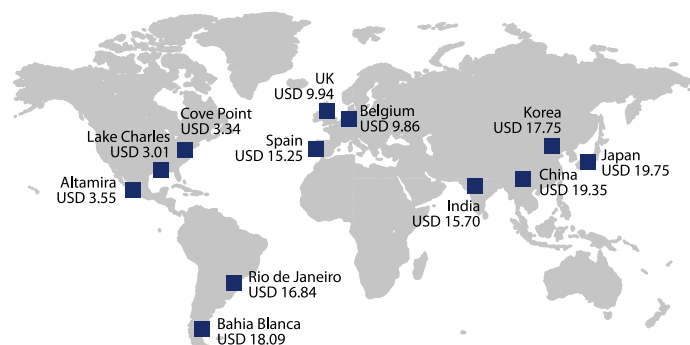 UK
USD 9.94
Belgium
USD 9.86
Cove Point
USD 3.34
Korea
USD 17.75
Lake Charles
USD 3.01
Spain
USD 15.25
Japan
USD 19.75
Altamira
USD 3.55
China
USD 19.35
India
USD 15.70
Rio de Janeiro
USD 16.84
Bahia Blanca
USD 18.09